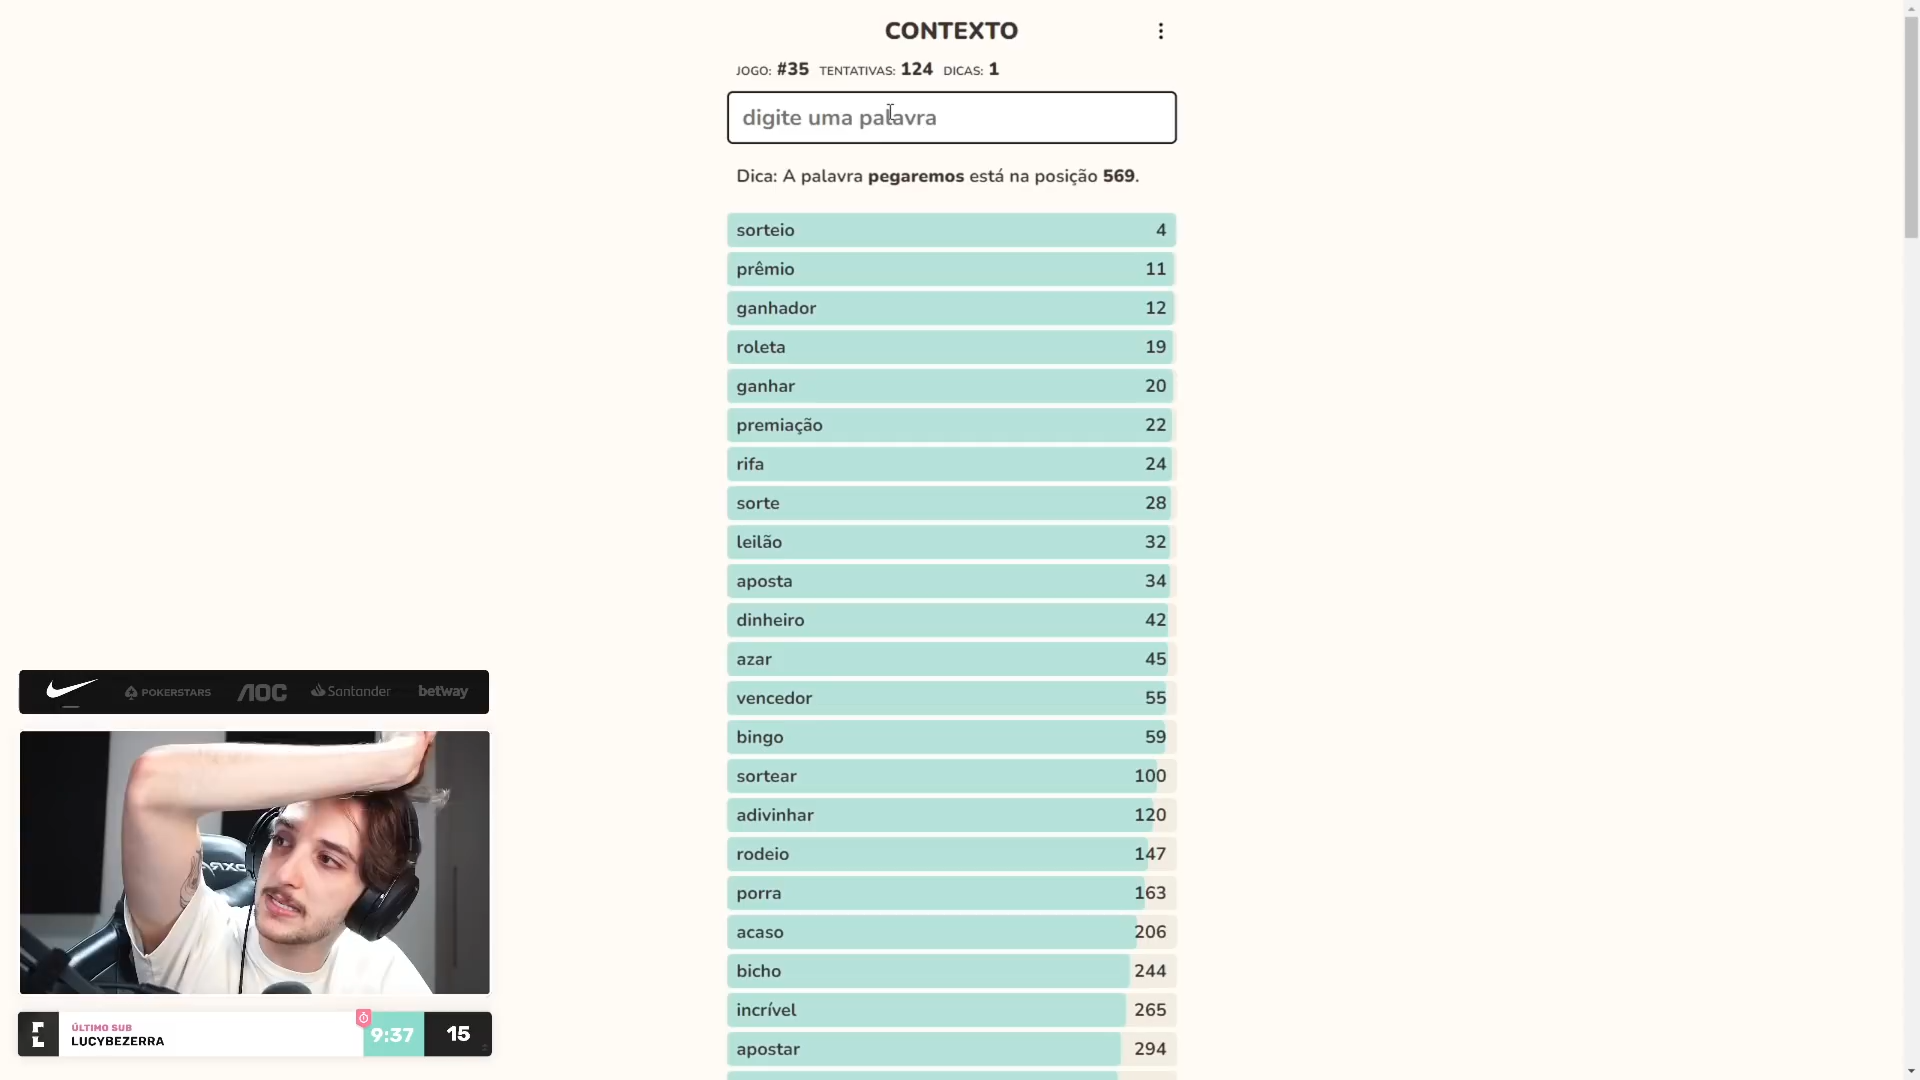 CONTEXTO
JOGO: #35 TENTATIVAS: 124 DICAS: 1
digite uma palavra
Dica: A palavra pegaremos está na posição 569.
sorteio 4
prêmio 11
ganhador 12
roleta 19
ganhar 20
premiação 22
rifa 24
sorte 28
leilão 32
aposta 34
dinheiro 42
azar 45
vencedor 55
bingo 59
sortear 100
adivinhar 120
rodeio 147
porra 163
acaso 206
bicho 244
incrível 265
apostar 294
POKERSTARS AOC Santander betway
ÚLTIMO SUB
LUCYBEZERRA
9:37 15